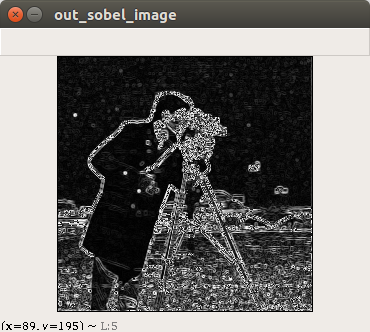 out_sobel_image
(x=89, y=195) ~ L:5